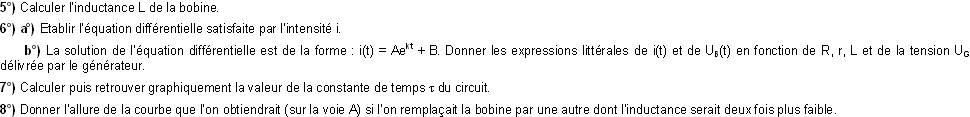 5°) Calculer l'inductance L de la bobine.
6°) a°) Etablir l'équation différentielle satisfaite par l'intensité i.
b°) La solution de l'équation différentielle est de la forme : i(t) = Ae^kt + B. Donner les expressions littérales de i(t) et de U_B(t) en fonction de R, r, L et de la tension U_G
délivrée par le générateur.
7°) Calculer puis retrouver graphiquement la valeur de la constante de temps τ du circuit.
8°) Donner l'allure de la courbe que l'on obtiendrait (sur la voie A) si l'on remplaçait la bobine par une autre dont l'inductance serait deux fois plus faible.